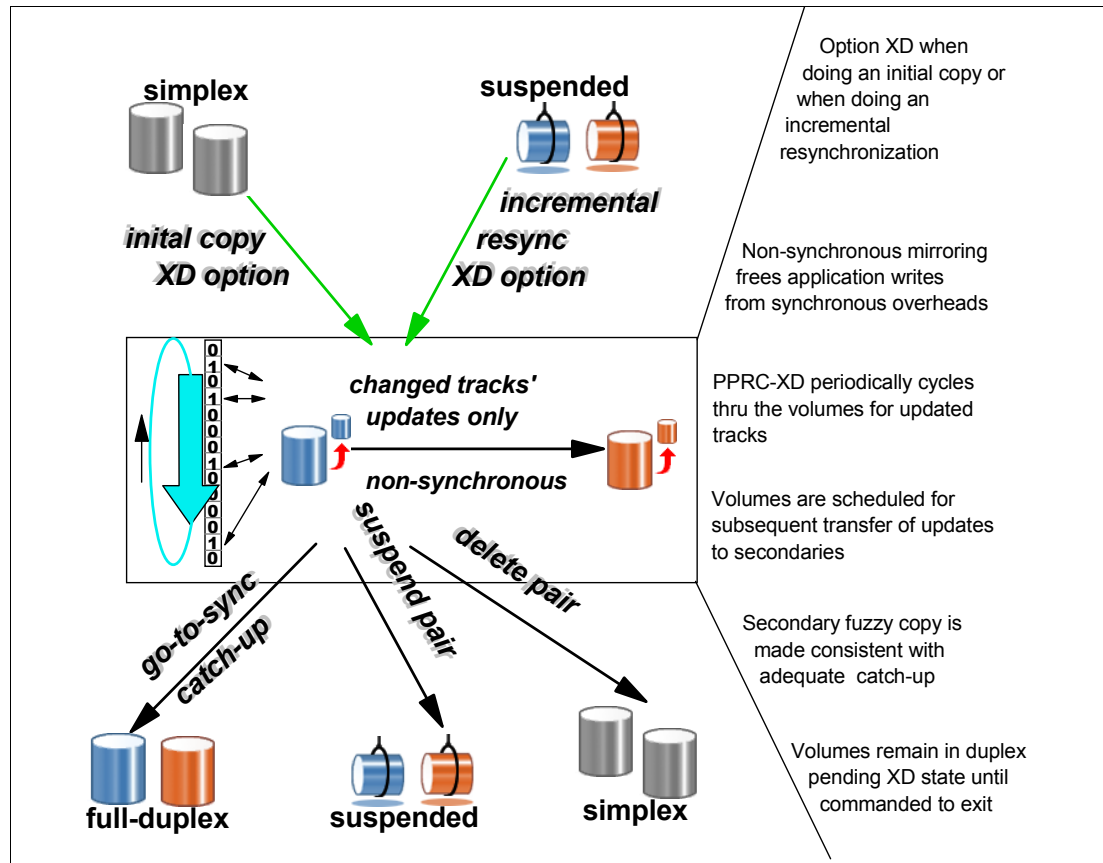 simplex
suspended
inital copy
XD option
incremental
resync
XD option
0
1
0
1
0
0
0
1
0
0
0
0
1
0
changed tracks'
updates only
non-synchronous
go-to-sync
catch-up
suspend pair
delete pair
full-duplex
suspended
simplex
Option XD when
doing an initial copy or
when doing an
incremental
resynchronization
Non-synchronous mirroring
frees application writes
from synchronous overheads
PPRC-XD periodically cycles
thru the volumes for updated
tracks
Volumes are scheduled for
subsequent transfer of updates
to secondaries
Secondary fuzzy copy is
made consistent with
adequate catch-up
Volumes remain in duplex
pending XD state until
commanded to exit